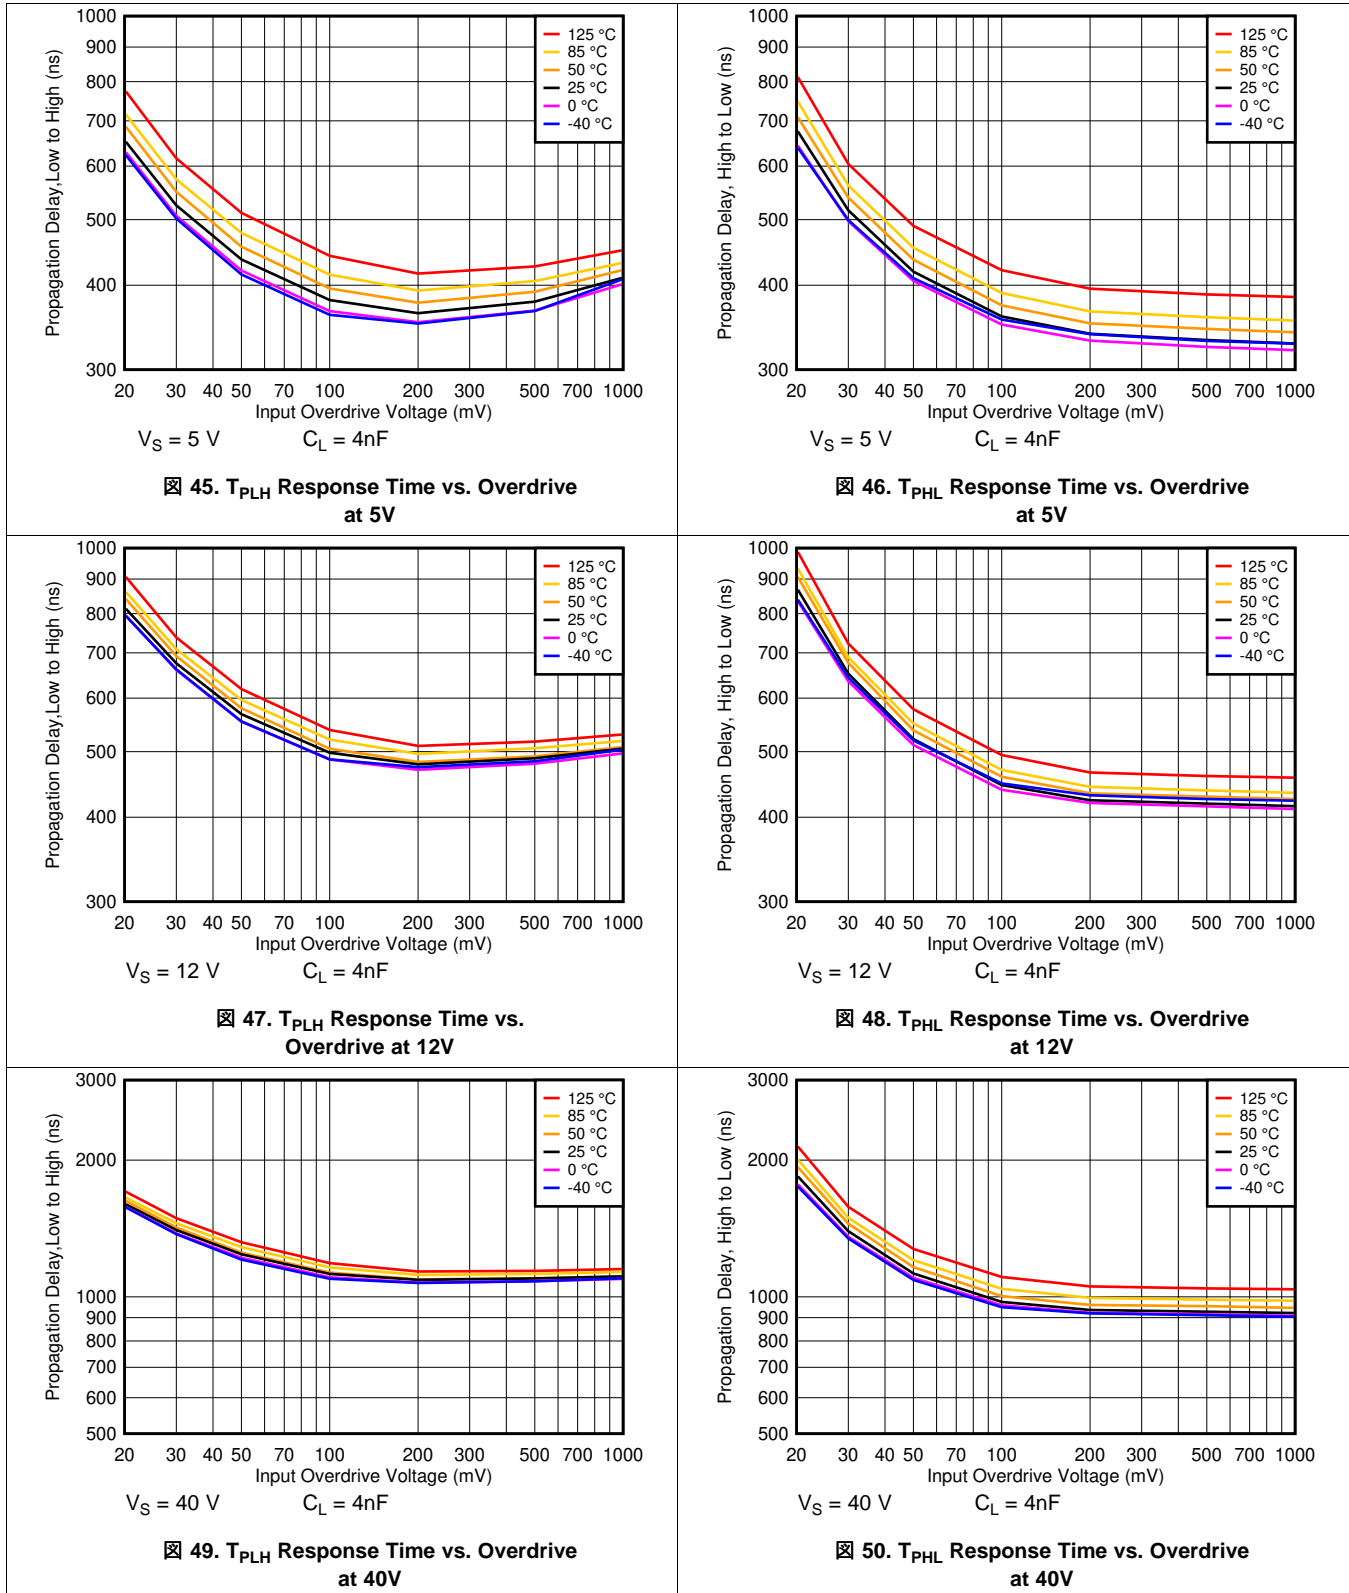 Propagation Delay,Low to High (ns)
1000
900
800
700
600
500
400
300
125 °C
85 °C
50 °C
25 °C
0 °C
-40 °C
20 30 40 50 70 100 200 300 500 700 1000
Input Overdrive Voltage (mV)
VS = 5 V CL = 4nF
図 45. TPLH Response Time vs. Overdrive
at 5V
Propagation Delay, High to Low (ns)
1000
900
800
700
600
500
400
300
125 °C
85 °C
50 °C
25 °C
0 °C
-40 °C
20 30 40 50 70 100 200 300 500 700 1000
Input Overdrive Voltage (mV)
VS = 5 V CL = 4nF
図 46. TPHL Response Time vs. Overdrive
at 5V
Propagation Delay,Low to High (ns)
1000
900
800
700
600
500
400
300
125 °C
85 °C
50 °C
25 °C
0 °C
-40 °C
20 30 40 50 70 100 200 300 500 700 1000
Input Overdrive Voltage (mV)
VS = 12 V CL = 4nF
図 47. TPLH Response Time vs.
Overdrive at 12V
Propagation Delay, High to Low (ns)
1000
900
800
700
600
500
400
300
125 °C
85 °C
50 °C
25 °C
0 °C
-40 °C
20 30 40 50 70 100 200 300 500 700 1000
Input Overdrive Voltage (mV)
VS = 12 V CL = 4nF
図 48. TPHL Response Time vs. Overdrive
at 12V
Propagation Delay,Low to High (ns)
3000
2000
1000
900
800
700
600
500
125 °C
85 °C
50 °C
25 °C
0 °C
-40 °C
20 30 40 50 70 100 200 300 500 700 1000
Input Overdrive Voltage (mV)
VS = 40 V CL = 4nF
図 49. TPLH Response Time vs. Overdrive
at 40V
Propagation Delay, High to Low (ns)
3000
2000
1000
900
800
700
600
500
125 °C
85 °C
50 °C
25 °C
0 °C
-40 °C
20 30 40 50 70 100 200 300 500 700 1000
Input Overdrive Voltage (mV)
VS = 40 V CL = 4nF
図 50. TPHL Response Time vs. Overdrive
at 40V